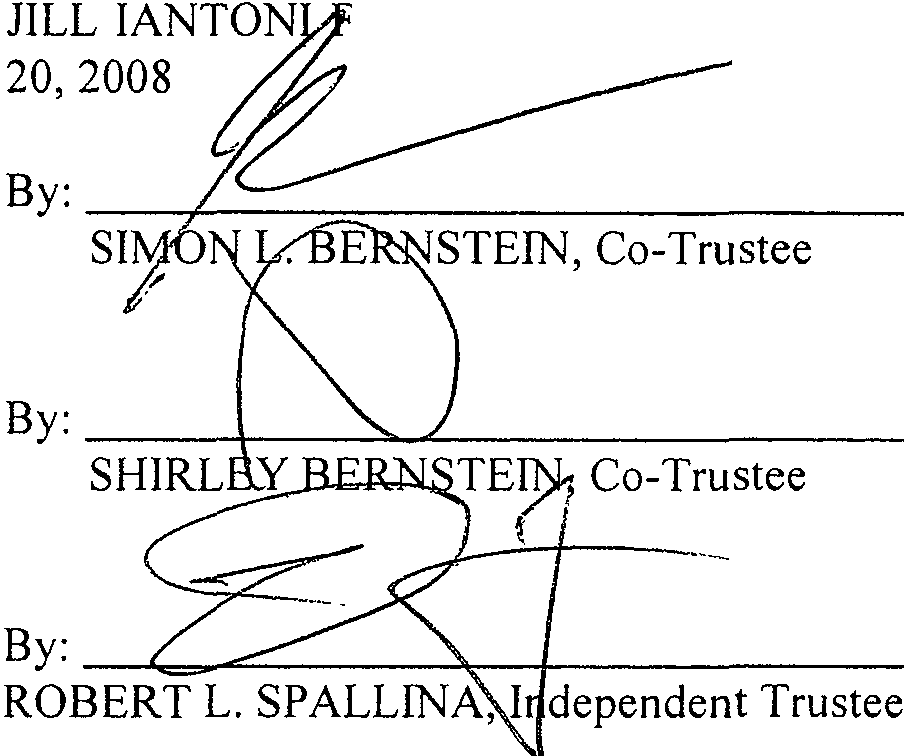 JILL IANTONI F
20, 2008
By:
SIMON L. BERNSTEIN, Co-Trustee
By:
SHIRLEY BERNSTEIN, Co-Trustee
By:
ROBERT L. SPALLINA, Independent Trustee